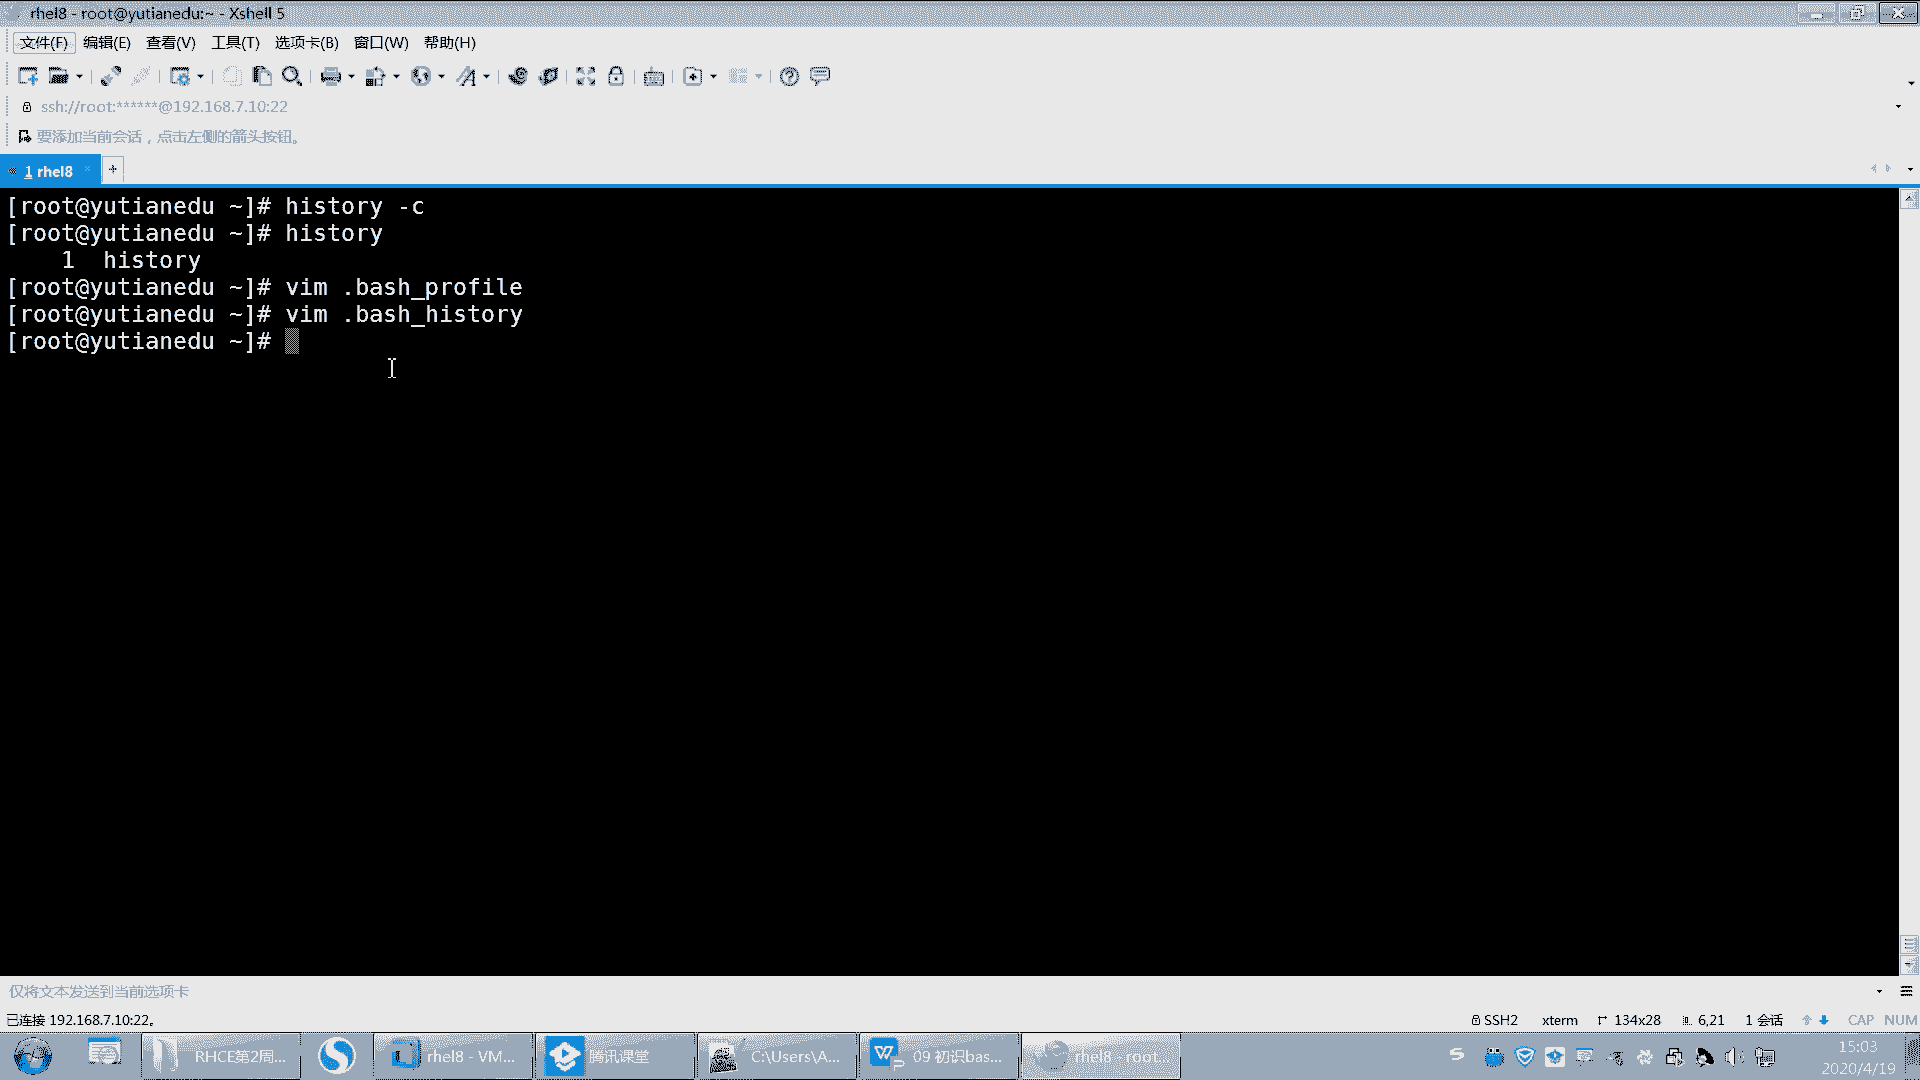 rhel8 - root@yutianedu:~ - Xshell 5
文件(F) 编辑(E) 查看(V) 工具(T) 选项卡(B) 窗口(W) 帮助(H)
ssh://root:******@192.168.7.10:22
要添加当前会话，点击左侧的箭头按钮。
1 rhel8
[root@yutianedu ~]# history -c
[root@yutianedu ~]# history
    1  history
[root@yutianedu ~]# vim .bash_profile
[root@yutianedu ~]# vim .bash_history
[root@yutianedu ~]#
仅将文本发送到当前选项卡
已连接 192.168.7.10:22。 SSH2 xterm 134x28 6,21 1 会话 CAP NUM
RHCE第2周... rhel8 - VM... 腾讯课堂 C:\Users\A... 09 初识bas... rhel8 - root... 15:03
2020/4/19